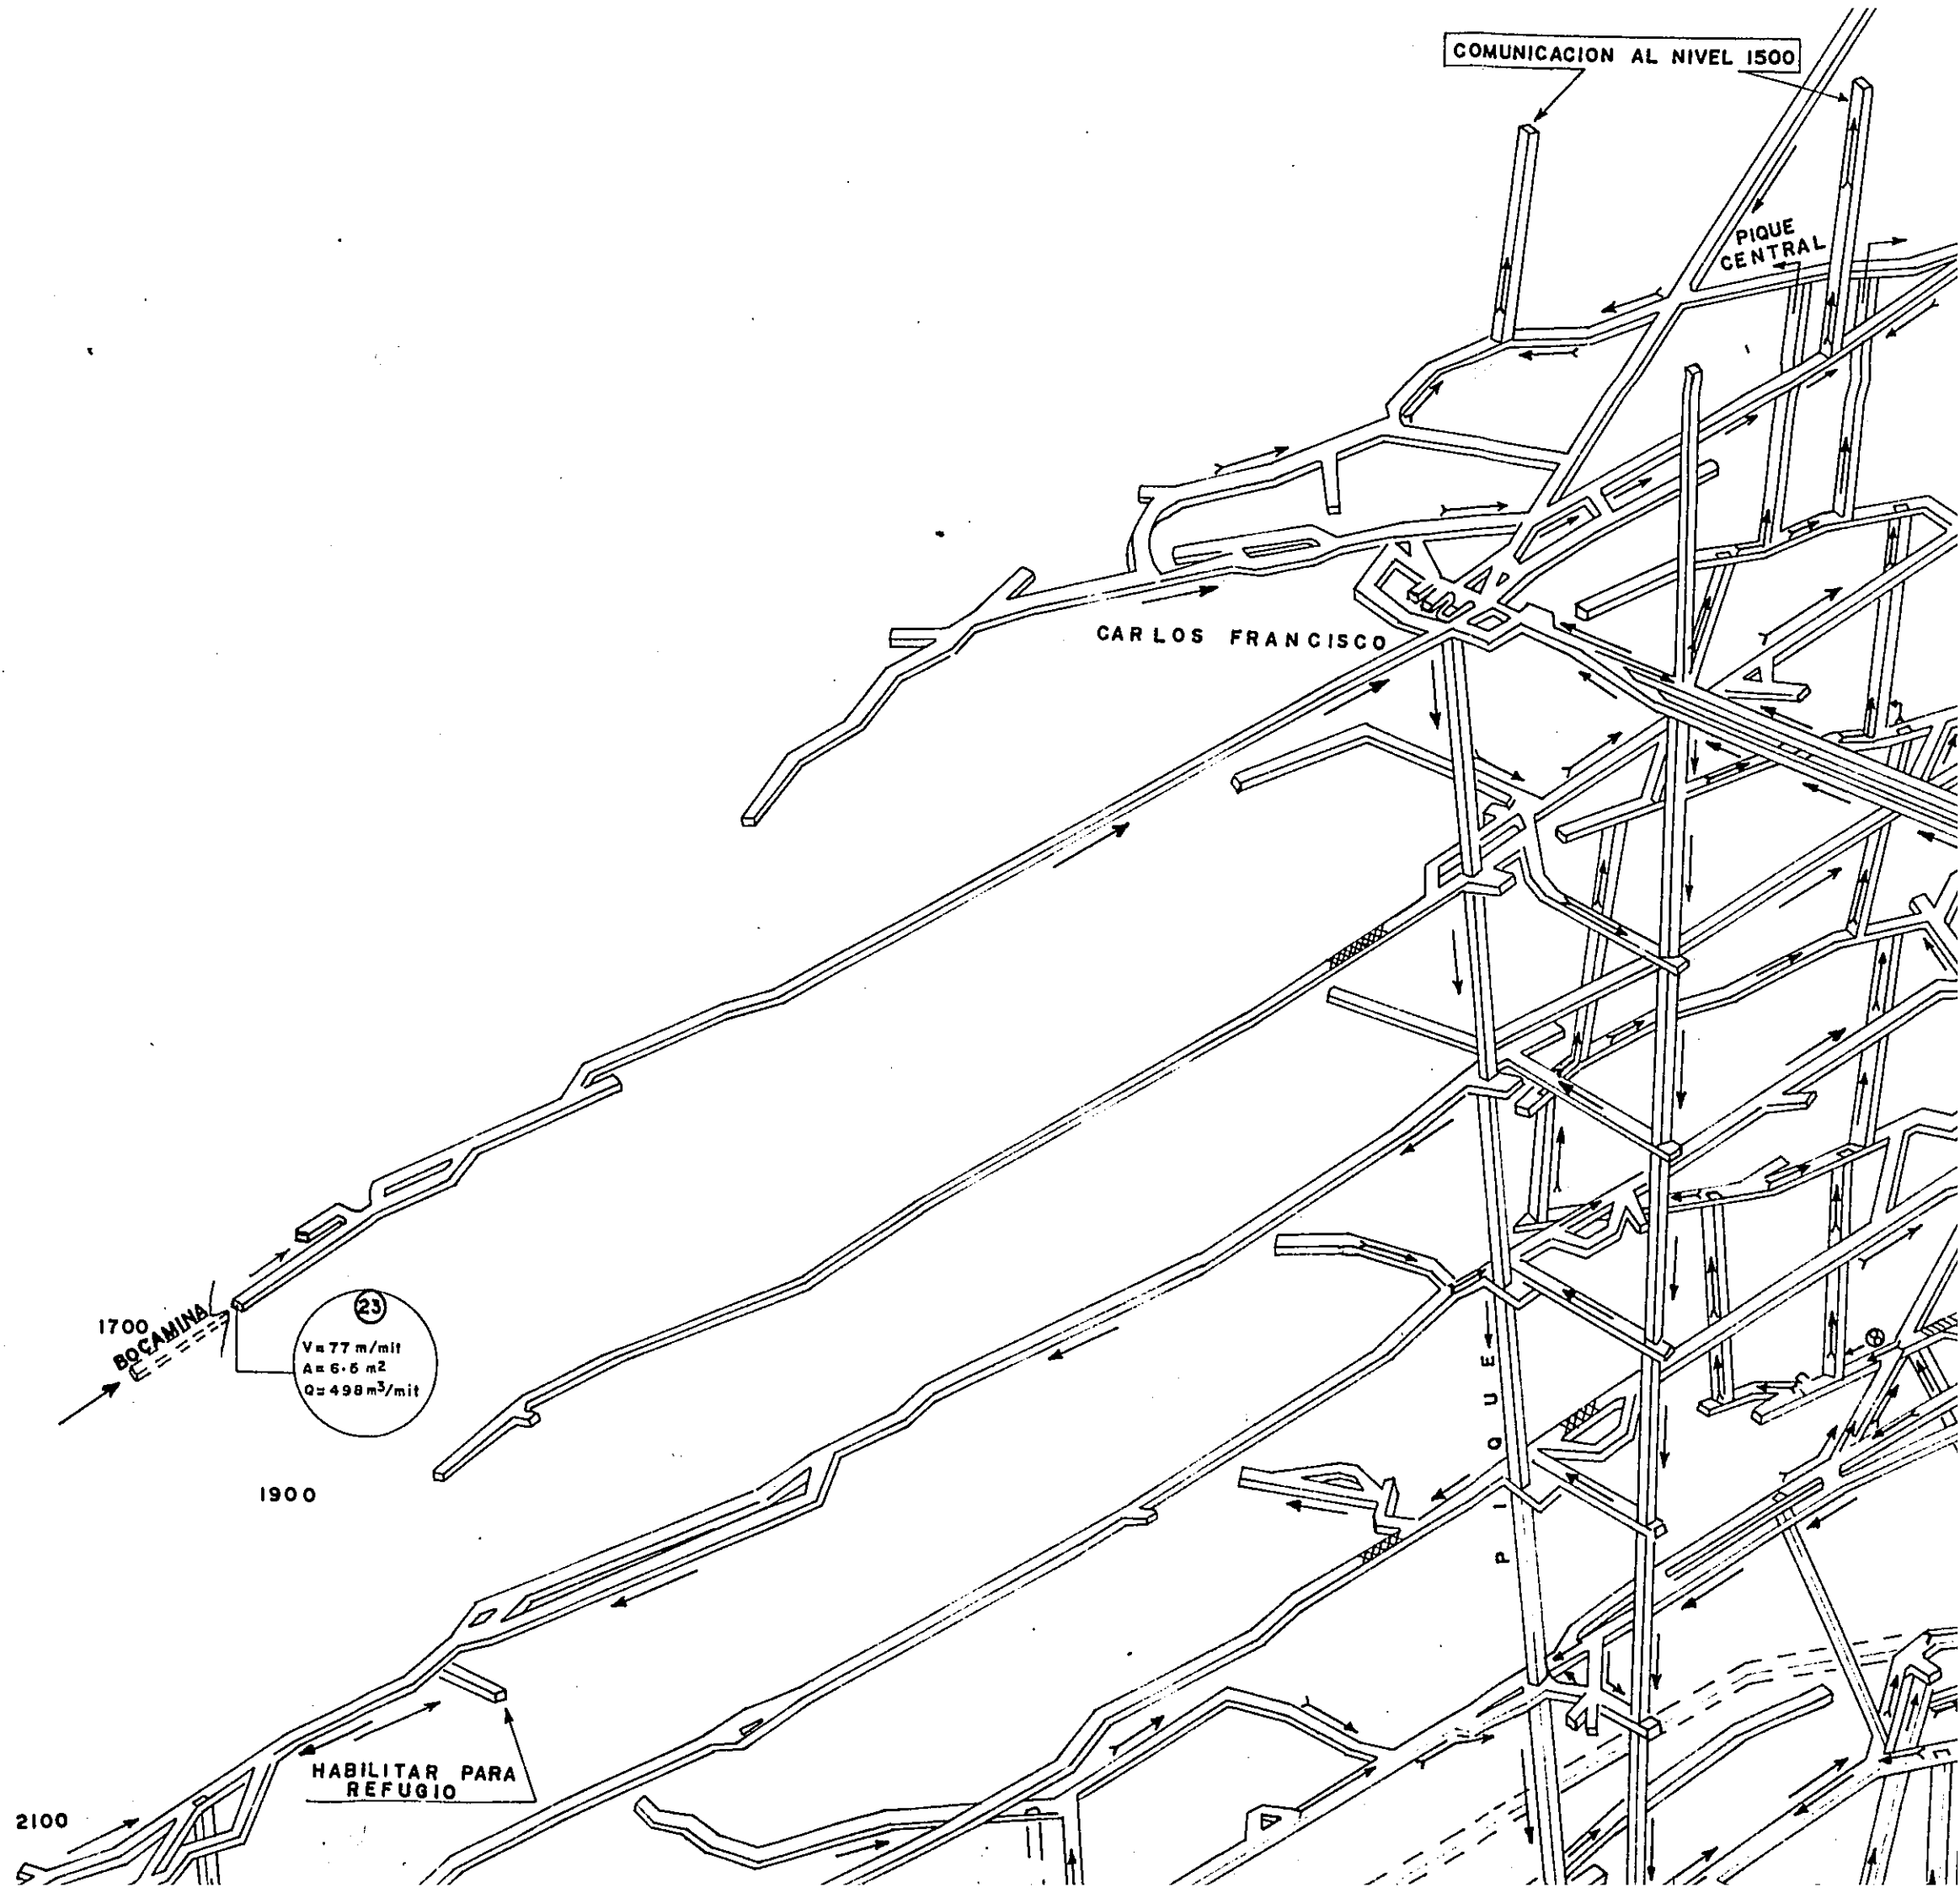 COMUNICACION AL NIVEL 1500
PIQUE
CENTRAL
CARLOS FRANCISCO
1700
BOCAMINA
23
V = 77 m/mit
A = 6.5 m2
Q = 498 m3/mit
8
1900
PIQUE
HABILITAR PARA
REFUGIO
2100